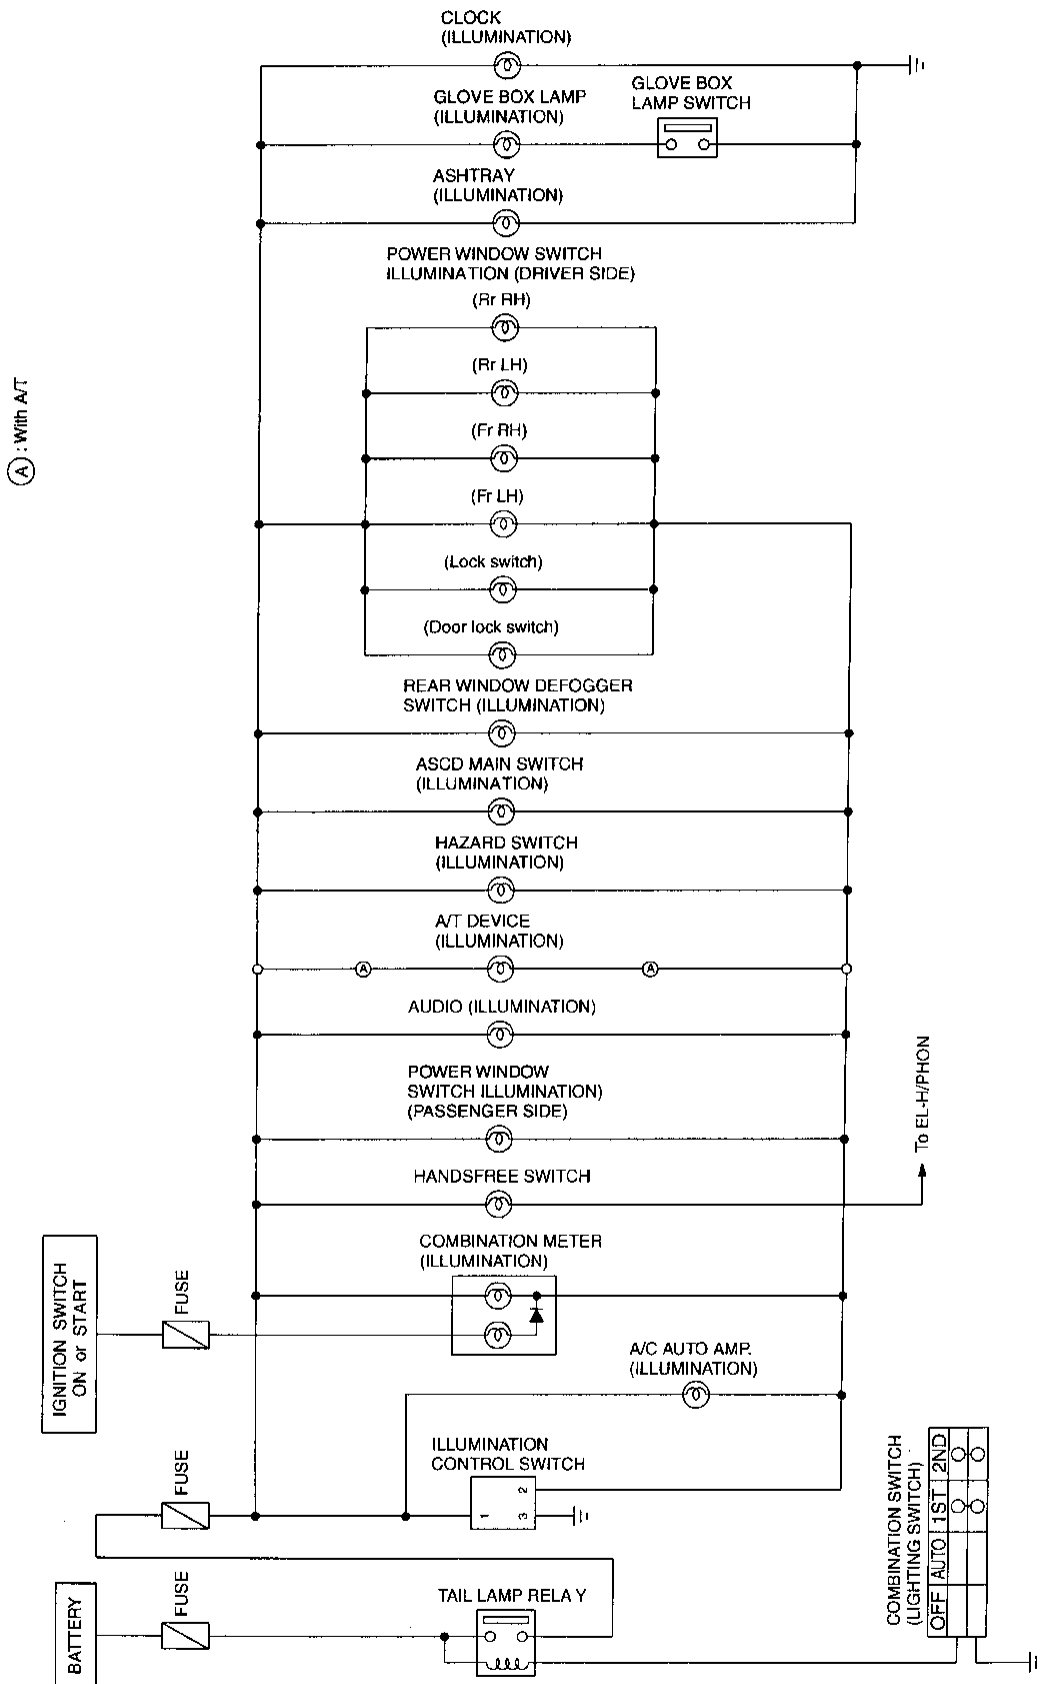 CLOCK
(ILLUMINATION)
GLOVE BOX LAMP
(ILLUMINATION)
GLOVE BOX
LAMP SWITCH
ASHTRAY
(ILLUMINATION)
POWER WINDOW SWITCH
ILLUMINATION (DRIVER SIDE)
(Rr RH)
(Rr LH)
(Fr RH)
(Fr LH)
(Lock switch)
(Door lock switch)
A : With A/T
REAR WINDOW DEFOGGER
SWITCH (ILLUMINATION)
ASCD MAIN SWITCH
(ILLUMINATION)
HAZARD SWITCH
(ILLUMINATION)
A/T DEVICE
(ILLUMINATION)
A
A
AUDIO (ILLUMINATION)
POWER WINDOW
SWITCH ILLUMINATION)
(PASSENGER SIDE)
To EL-H/PHON
HANDSFREE SWITCH
COMBINATION METER
(ILLUMINATION)
IGNITION SWITCH
ON or START
FUSE
A/C AUTO AMP.
(ILLUMINATION)
ILLUMINATION
CONTROL SWITCH
1
2
3
FUSE
COMBINATION SWITCH
(LIGHTING SWITCH)
OFF AUTO 1ST 2ND
TAIL LAMP RELAY
FUSE
BATTERY